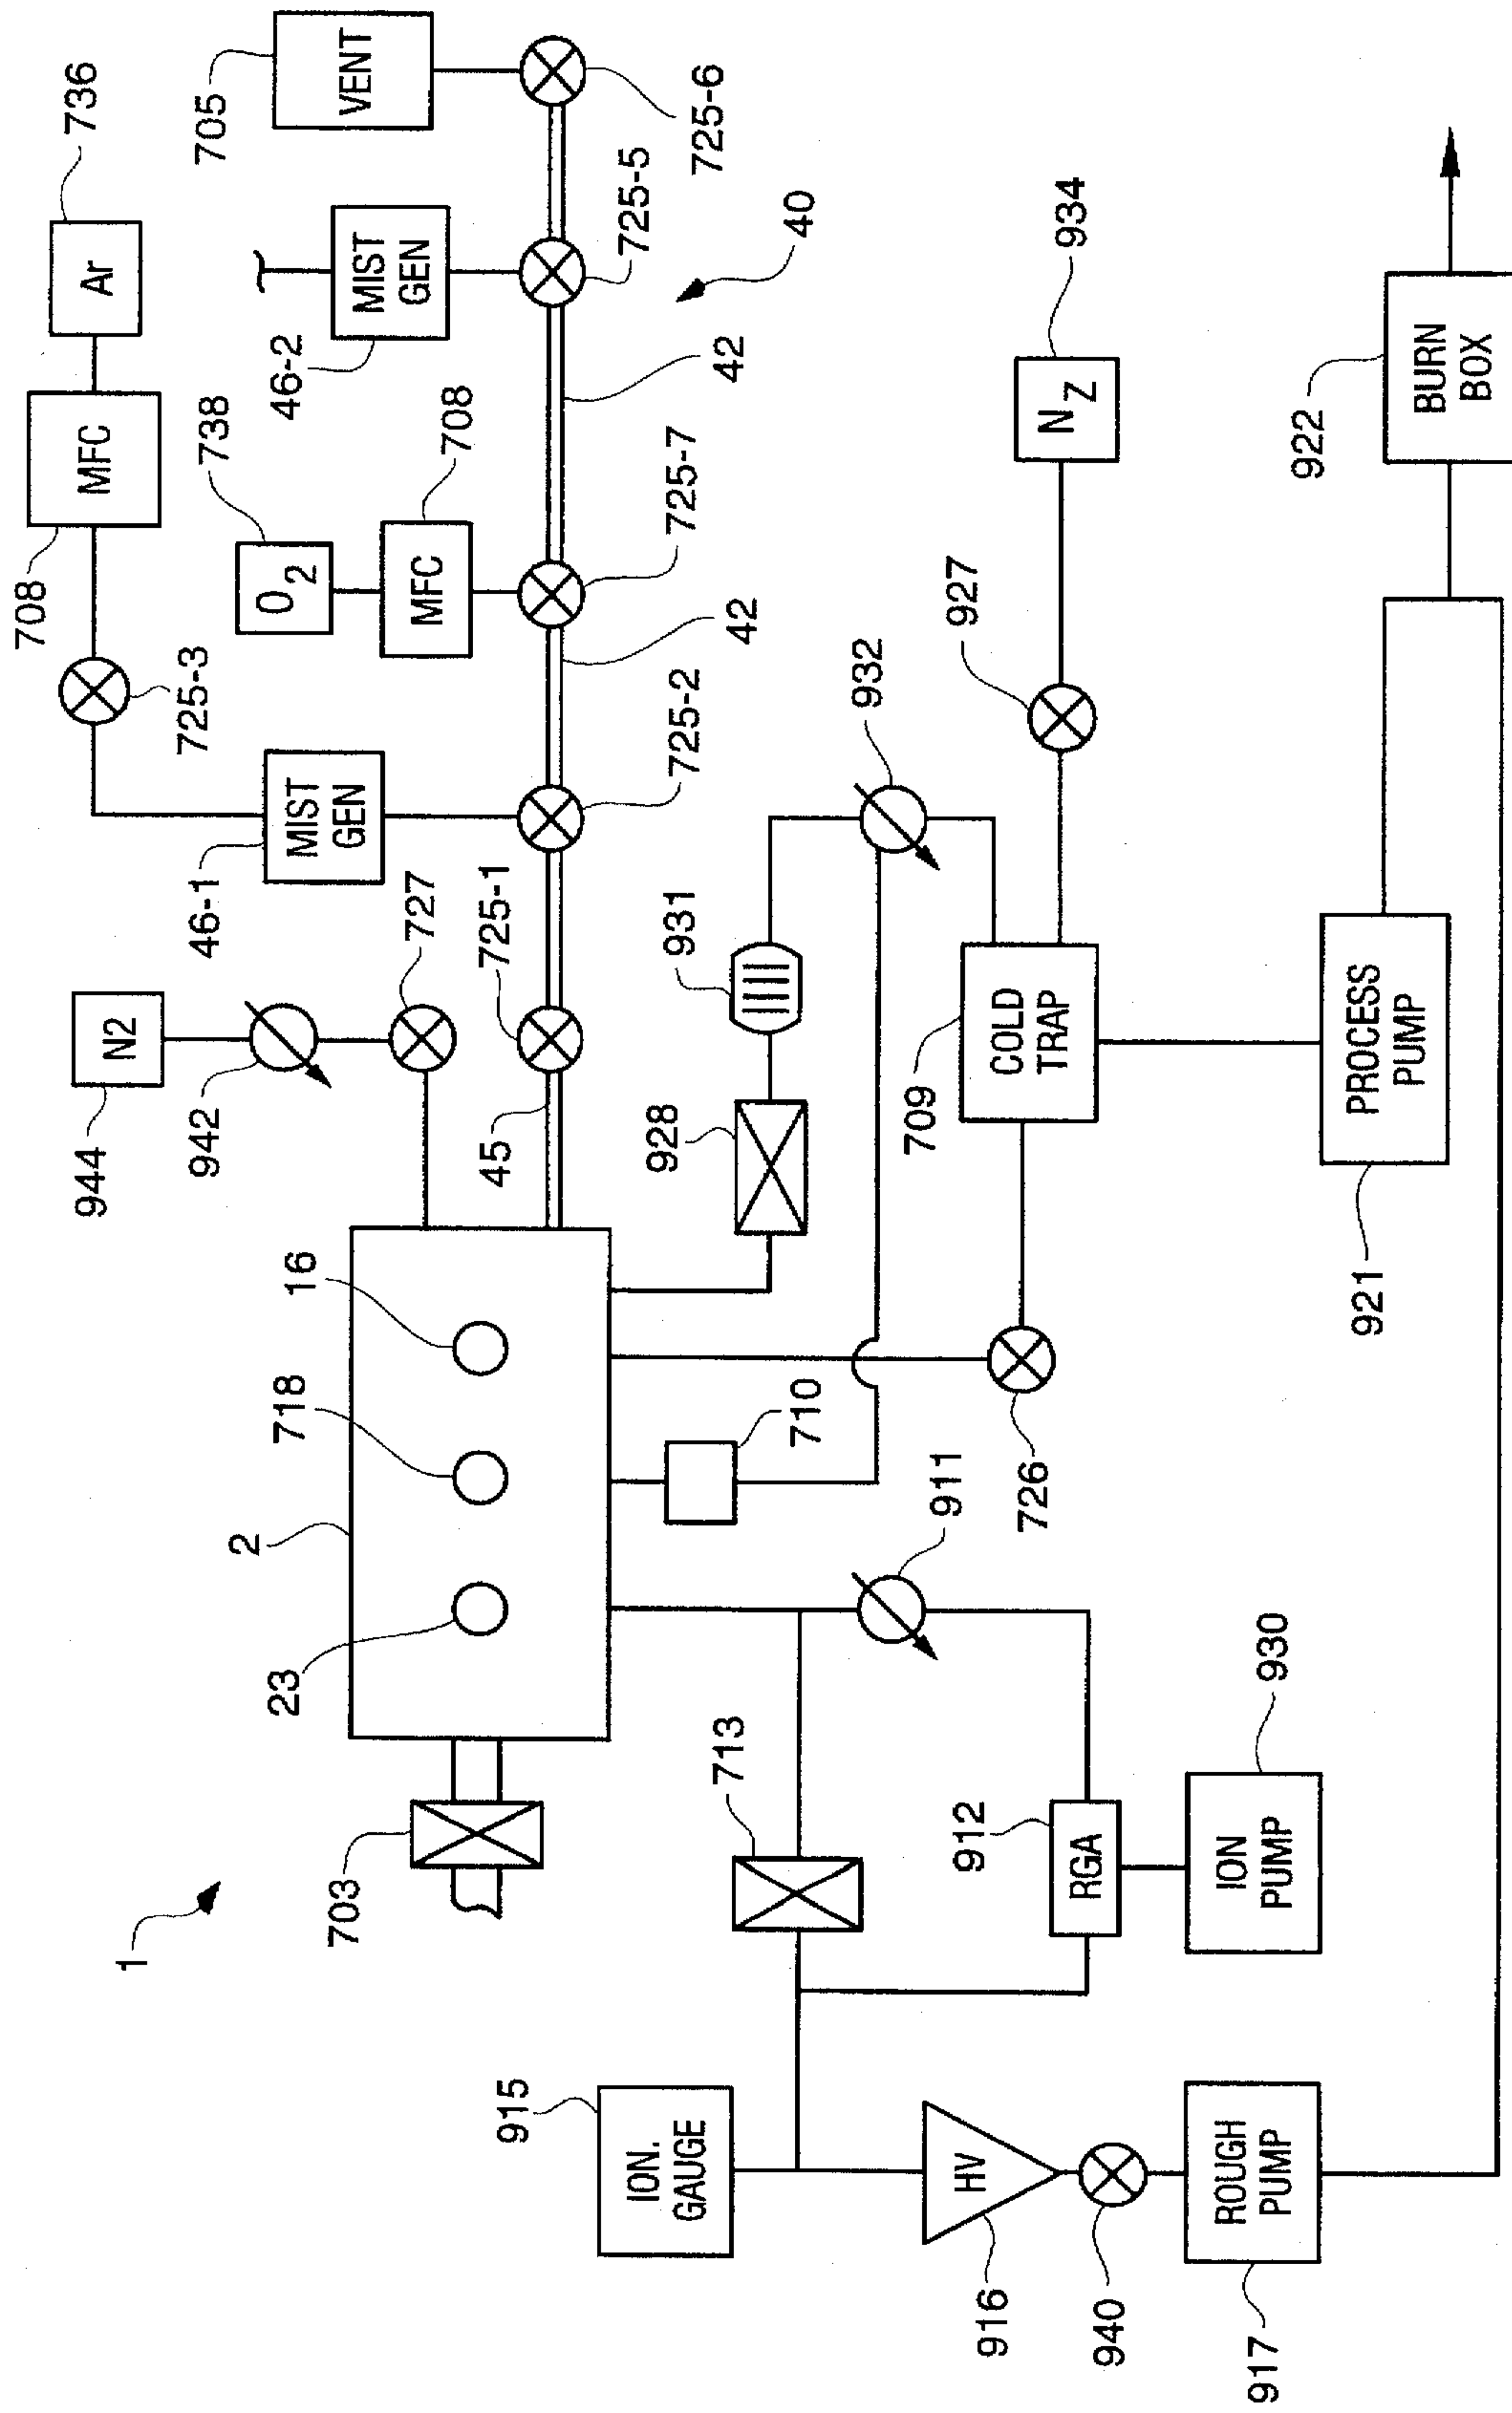 708
736
MFC
Ar
944
N2
1
725-3
942
46-1
738
705
2
23
718
16
O2
46-2
MIST
GEN
703
VENT
MIST
GEN
727
MFC
708
45
725-1
915
ION.
GAUGE
725-5
928
931
725-2
725-7
725-6
713
42
42
40
710
932
709
911
927
HV
912
916
COLD
TRAP
726
NZ
934
RGA
940
ROUGH
PUMP
ION
PUMP
930
917
922
PROCESS
PUMP
921
BURN
BOX